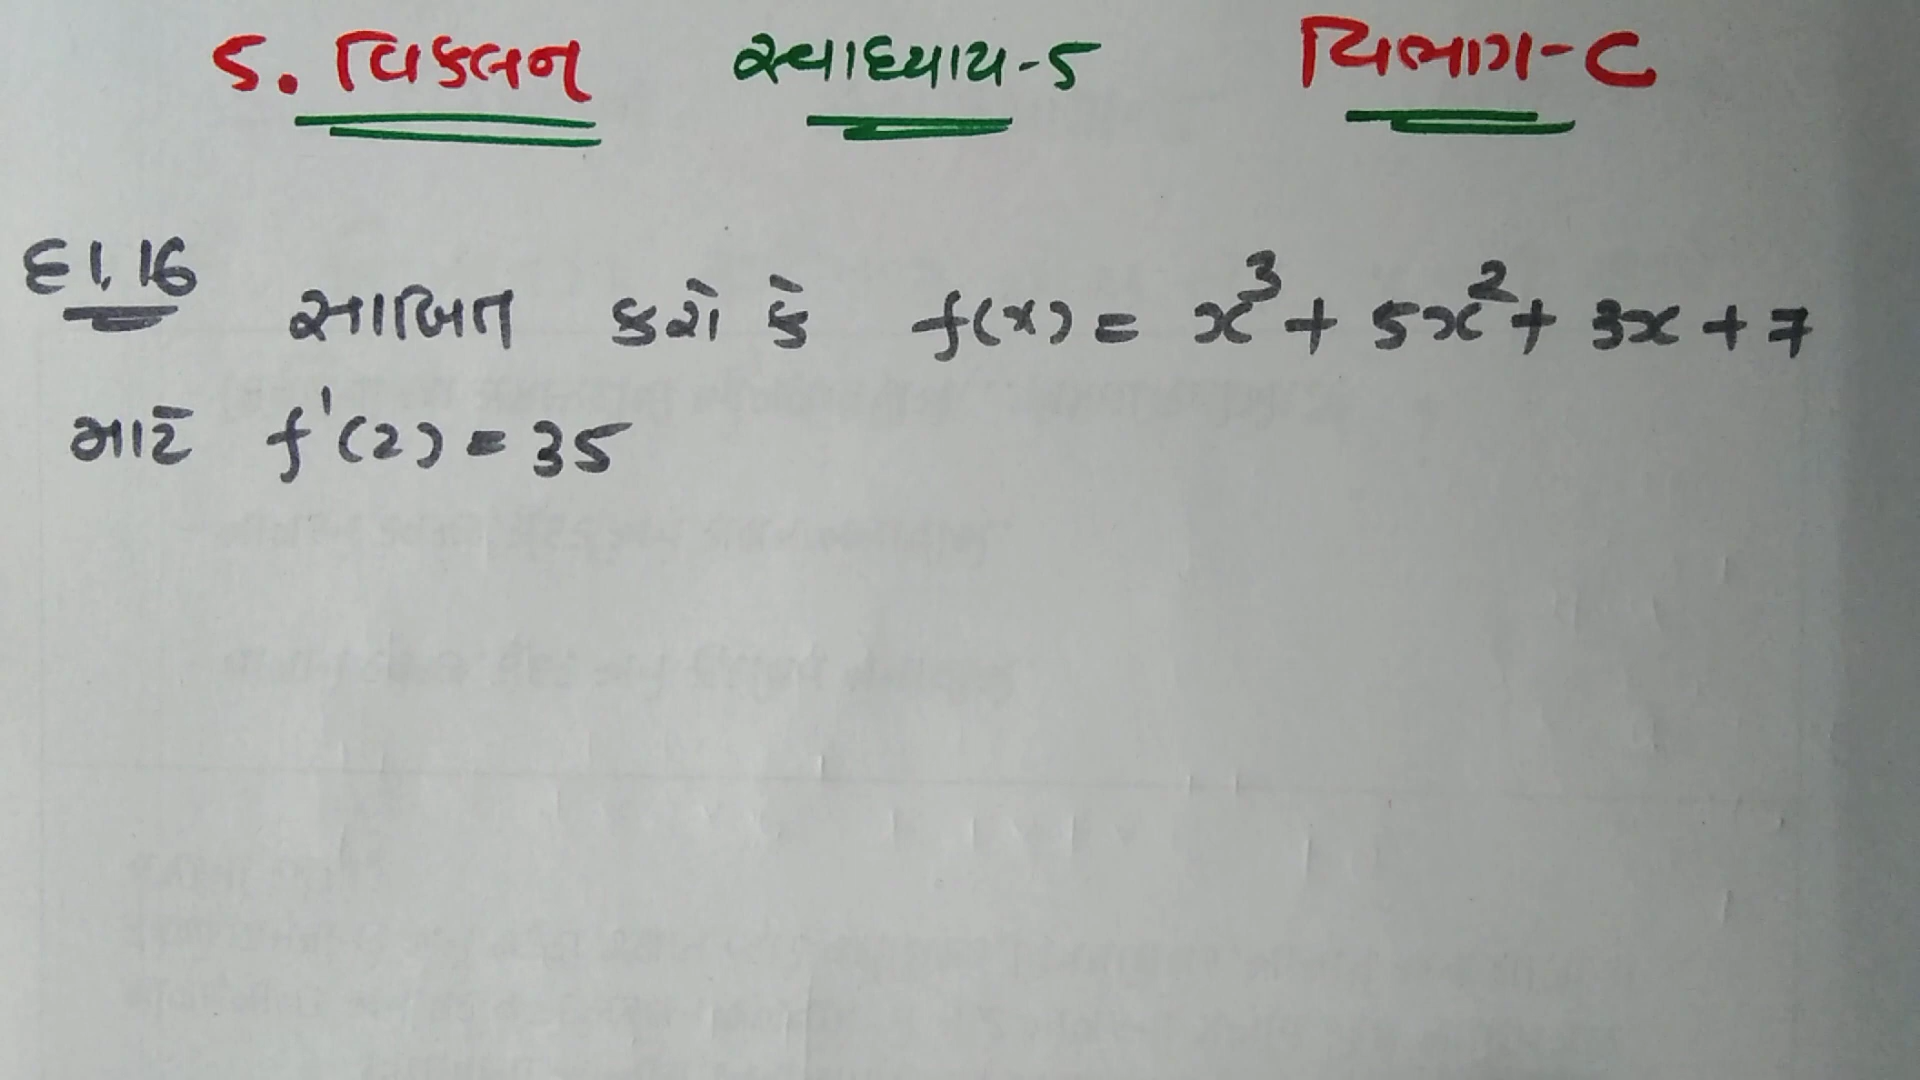 5. વિકલન સ્વાધ્યાય-5 વિભાગ-C
દા.16 સાબિત કરો કે f(x) = x³ + 5x² + 3x + 7
માટે f'(2) = 35